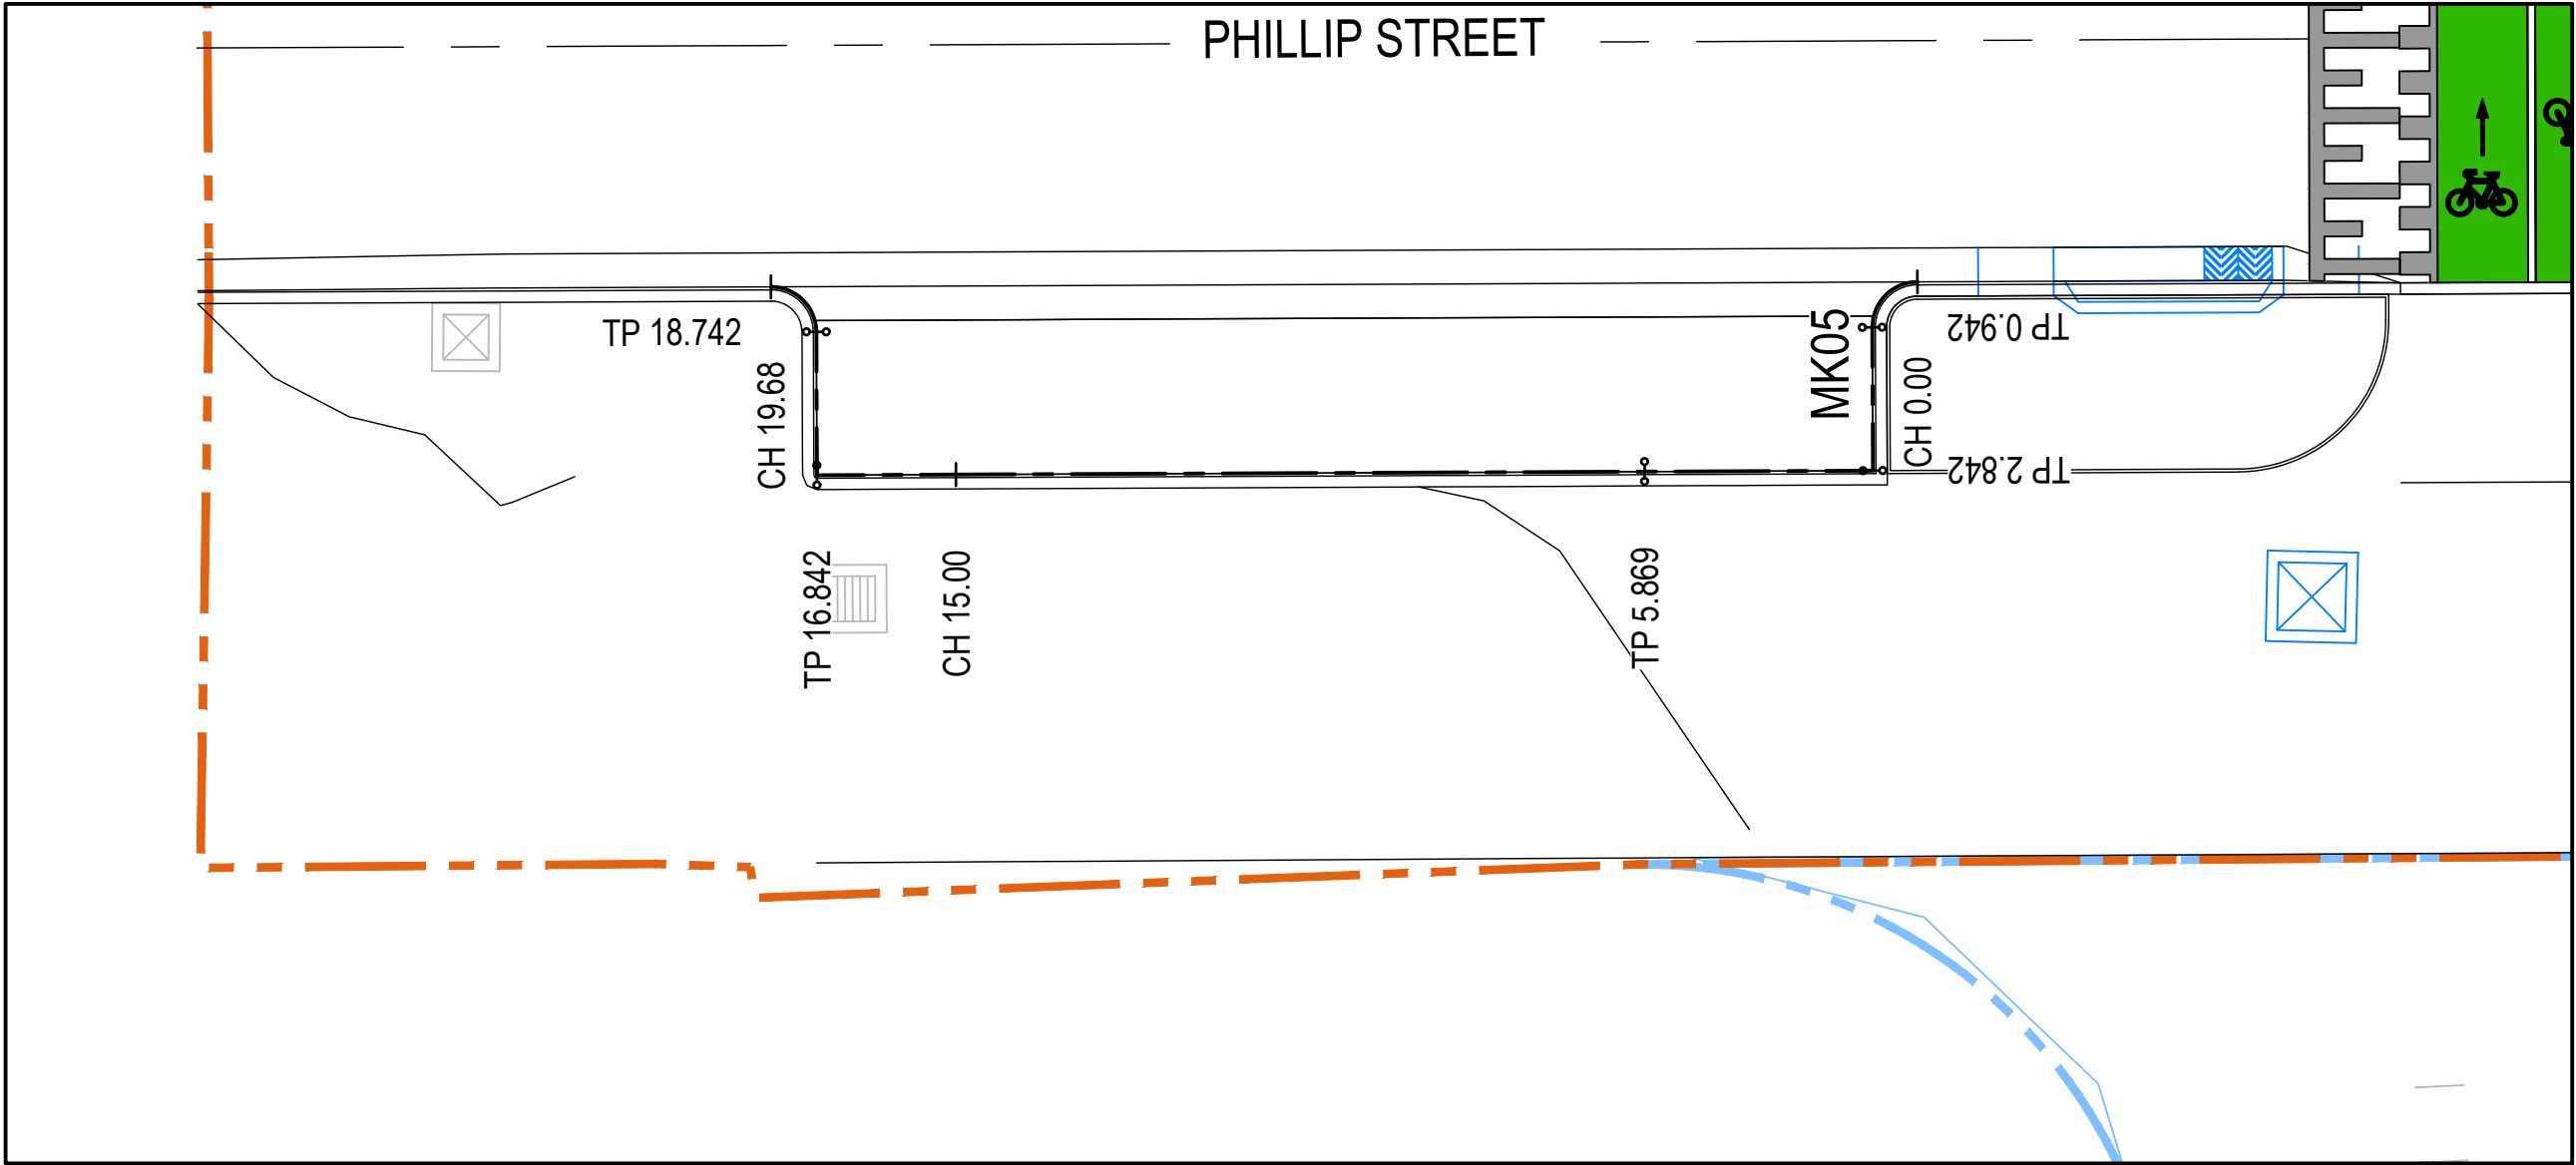 PHILLIP STREET
TP 18.742
CH 19.68
MK05
CH 0.00
TP 0.942
TP 2.842
TP 16.842
CH 15.00
TP 5.869